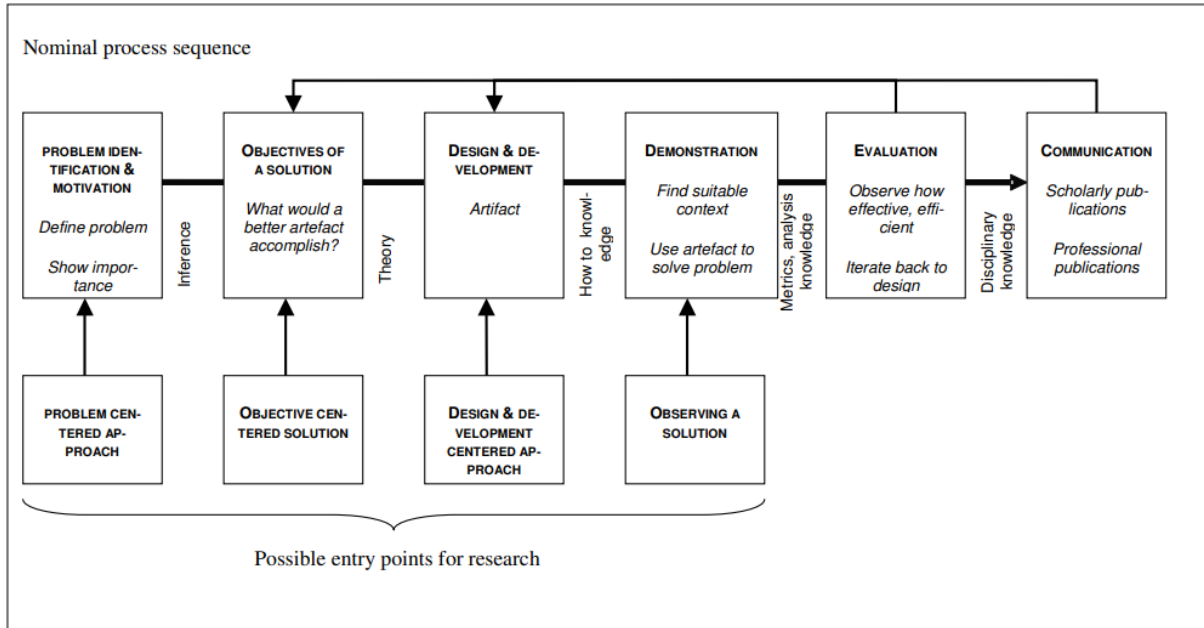 Nominal process sequence
PROBLEM IDEN-
TIFICATION &
MOTIVATION
Define problem
Show impor-
tance
Inference
OBJECTIVES OF
A SOLUTION
What would a
better artefact
accomplish?
Theory
DESIGN & DE-
VELOPMENT
Artifact
How to knowl-
edge
DEMONSTRATION
Find suitable
context
Use artefact to
solve problem
Metrics, analysis
knowledge
EVALUATION
Observe how
effective, effi-
cient
Iterate back to
design
Disciplinary
knowledge
COMMUNICATION
Scholarly pub-
lications
Professional
publications
PROBLEM CEN-
TERED AP-
PROACH
OBJECTIVE CEN-
TERED SOLUTION
DESIGN & DE-
VELOPMENT
CENTERED AP-
PROACH
OBSERVING A
SOLUTION
Possible entry points for research